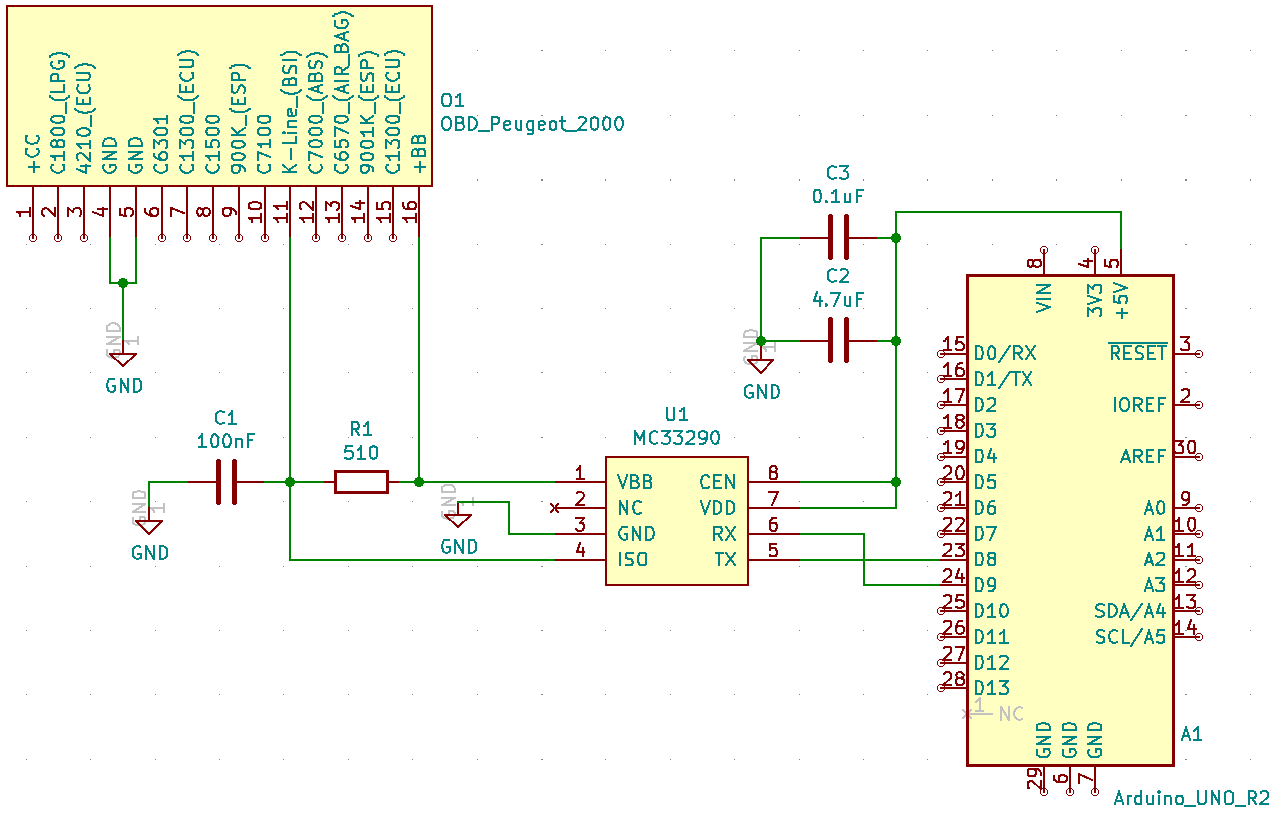 +CC
C1800_(LPG)
4210_(ECU)
GND
GND
C6301
C1300_(ECU)
C1500
900K_(ESP)
C7100
K-Line_(BSI)
C7000_(ABS)
C6570_(AIR_BAG)
9001K_(ESP)
C1300_(ECU)
+BB
1
2
3
4
5
6
7
8
9
10
11
12
13
14
15
16
O1
OBD_Peugeot_2000
GND
1
GND
C1
100nF
GND
1
GND
R1
510
GND
1
GND
C3
0.1uF
C2
4.7uF
GND
1
GND
U1
MC33290
1 VBB
2 NC
3 GND
4 ISO
CEN 8
VDD 7
RX 6
TX 5
8
VIN
4
3V3
5
+5V
15 D0/RX
16 D1/TX
17 D2
18 D3
19 D4
20 D5
21 D6
22 D7
23 D8
24 D9
25 D10
26 D11
27 D12
28 D13
1 NC
RESET 3
IOREF 2
AREF 30
A0 9
A1 10
A2 11
A3 12
SDA/A4 13
SCL/A5 14
GND
29
GND
6
GND
7
A1
Arduino_UNO_R2